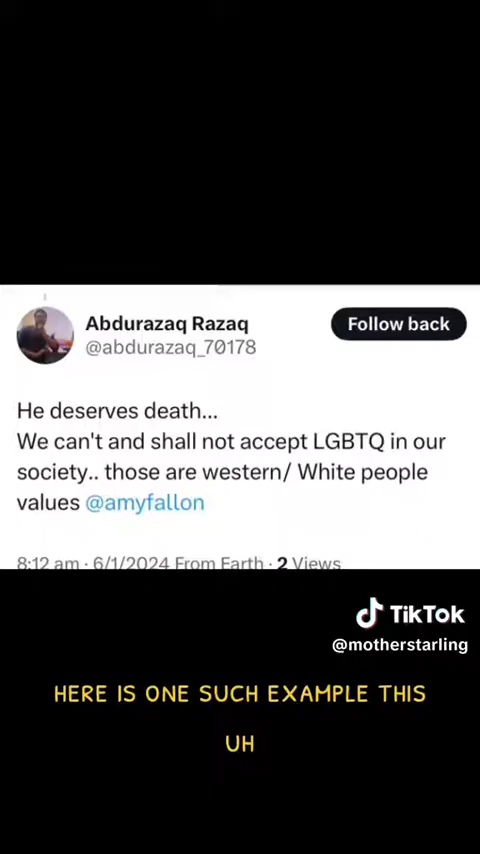 Abdurazaq Razaq
Follow back
@abdurazaq_70178
He deserves death...
We can't and shall not accept LGBTQ in our
society.. those are western/ White people
values @amyfallon
8:12 am · 6/1/2024 From Earth · 2 Views
TikTok
@motherstarling
HERE IS ONE SUCH EXAMPLE THIS
UH